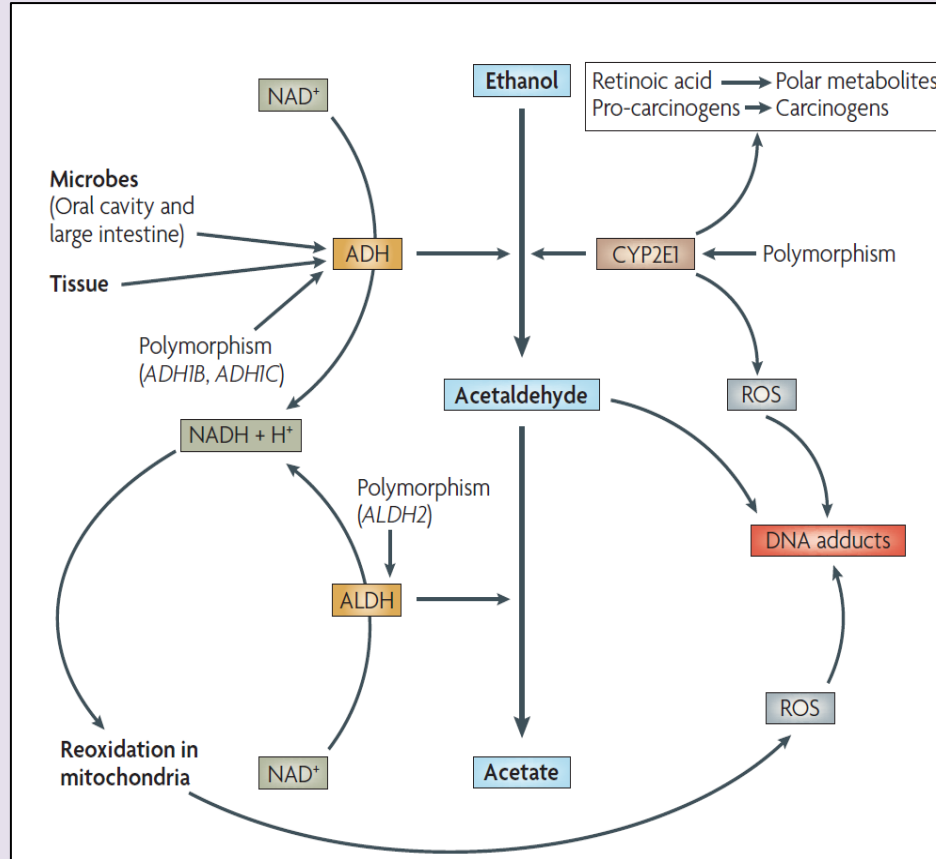 NAD⁺
Ethanol
Retinoic acid → Polar metabolites
Pro-carcinogens → Carcinogens
Microbes
(Oral cavity and
large intestine)
ADH
CYP2E1
Polymorphism
Tissue
Polymorphism
(ADH1B, ADH1C)
Acetaldehyde
ROS
NADH + H⁺
Polymorphism
(ALDH2)
DNA adducts
ALDH
ROS
Reoxidation in
mitochondria
NAD⁺
Acetate